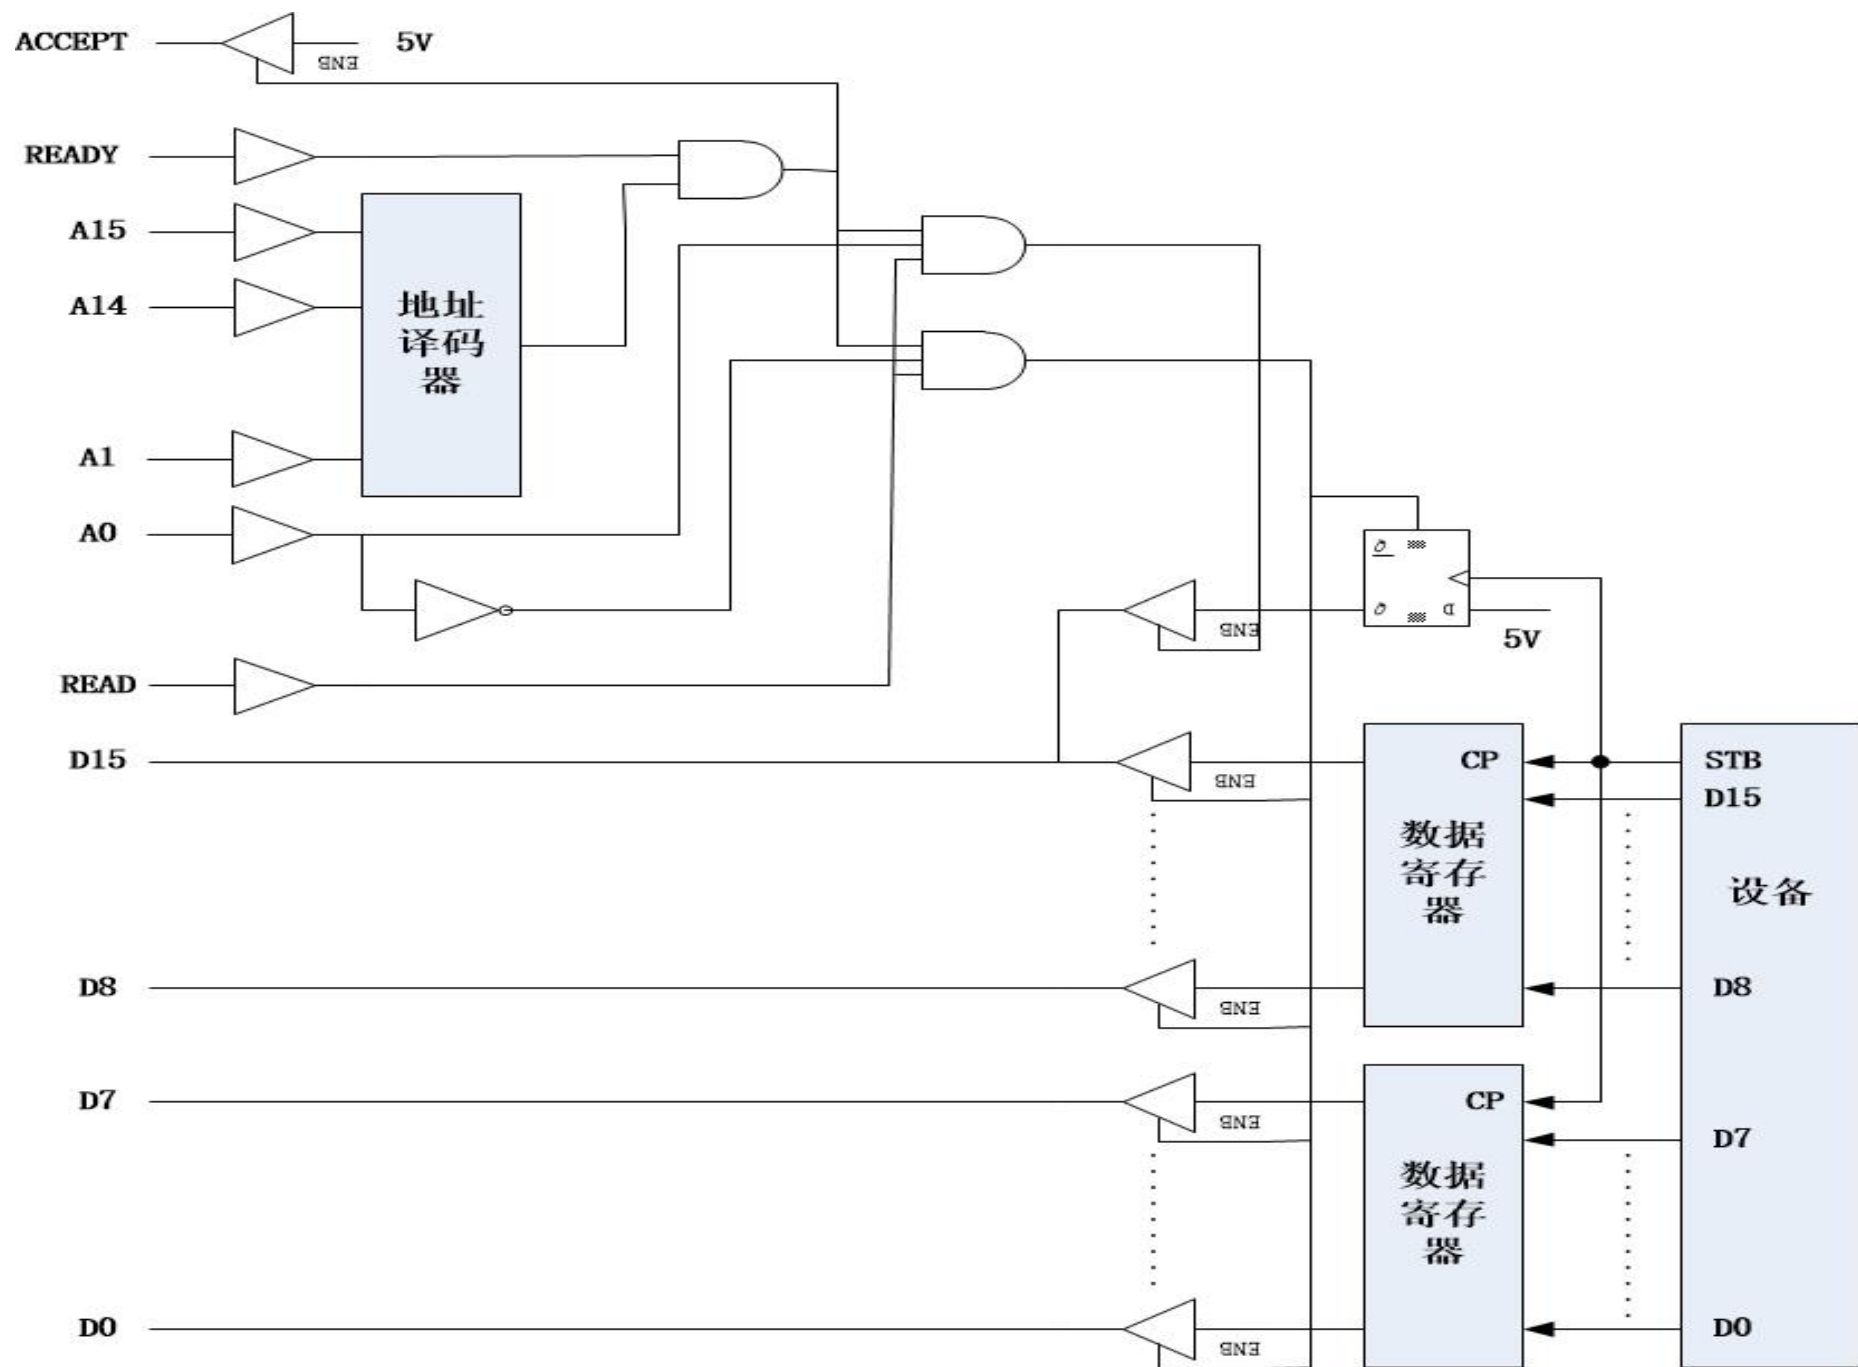 ACCEPT
5V
ENB
READY
A15
A14
地址
译码
器
A1
A0
READ
Q
Q
D
5V
ENB
D15
ENB
CP
STB
D15
数据
寄存
器
设备
D8
ENB
D8
D7
ENB
CP
D7
数据
寄存
器
D0
ENB
D0